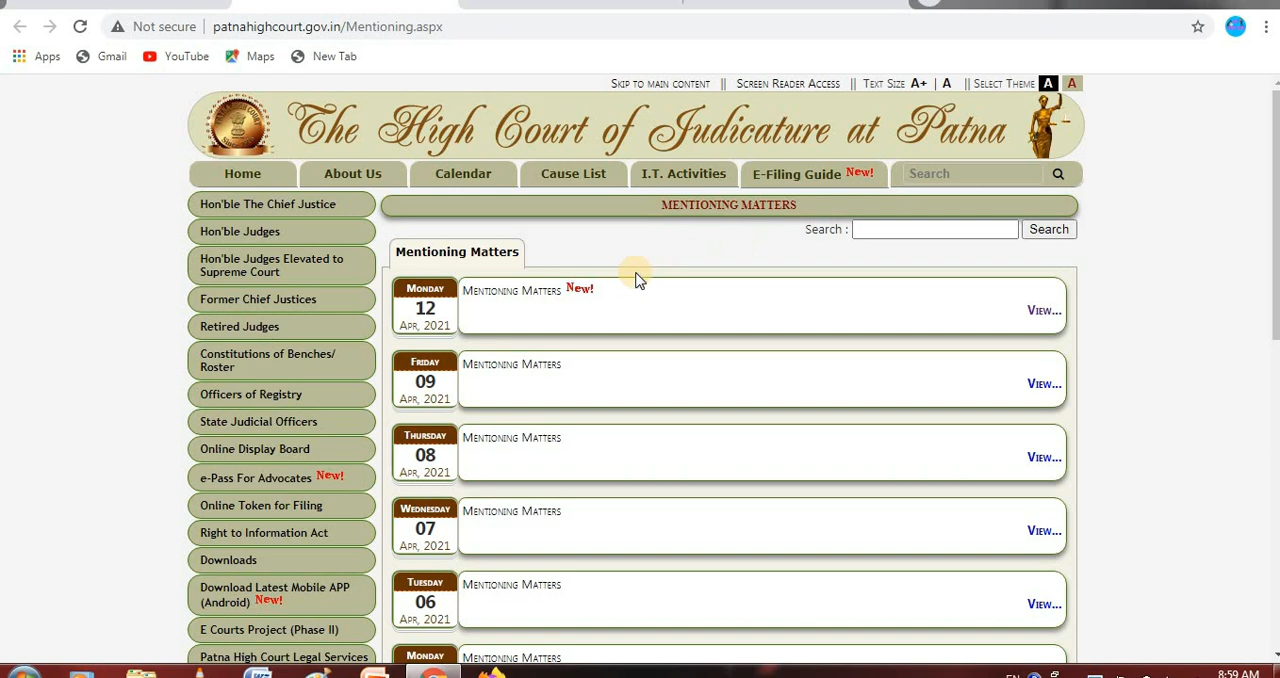 Not secure | patnahighcourt.gov.in/Mentioning.aspx
Apps Gmail YouTube Maps New Tab
Skip to main content || Screen Reader Access || Text Size A+ | A || Select Theme A A
The High Court of Judicature at Patna
Home About Us Calendar Cause List I.T. Activities E-Filing Guide New! Search
Hon'ble The Chief Justice
Hon'ble Judges
Hon'ble Judges Elevated to
Supreme Court
Former Chief Justices
Retired Judges
Constitutions of Benches/
Roster
Officers of Registry
State Judicial Officers
Online Display Board
e-Pass For Advocates New!
Online Token for Filing
Right to Information Act
Downloads
Download Latest Mobile APP
(Android) New!
E Courts Project (Phase II)
Patna High Court Legal Services
MENTIONING MATTERS
Search : Search
Mentioning Matters
Monday
12
Apr, 2021
Mentioning Matters New!
View...
Friday
09
Apr, 2021
Mentioning Matters
View...
Thursday
08
Apr, 2021
Mentioning Matters
View...
Wednesday
07
Apr, 2021
Mentioning Matters
View...
Tuesday
06
Apr, 2021
Mentioning Matters
View...
Monday
Mentioning Matters
EN 8:59 AM